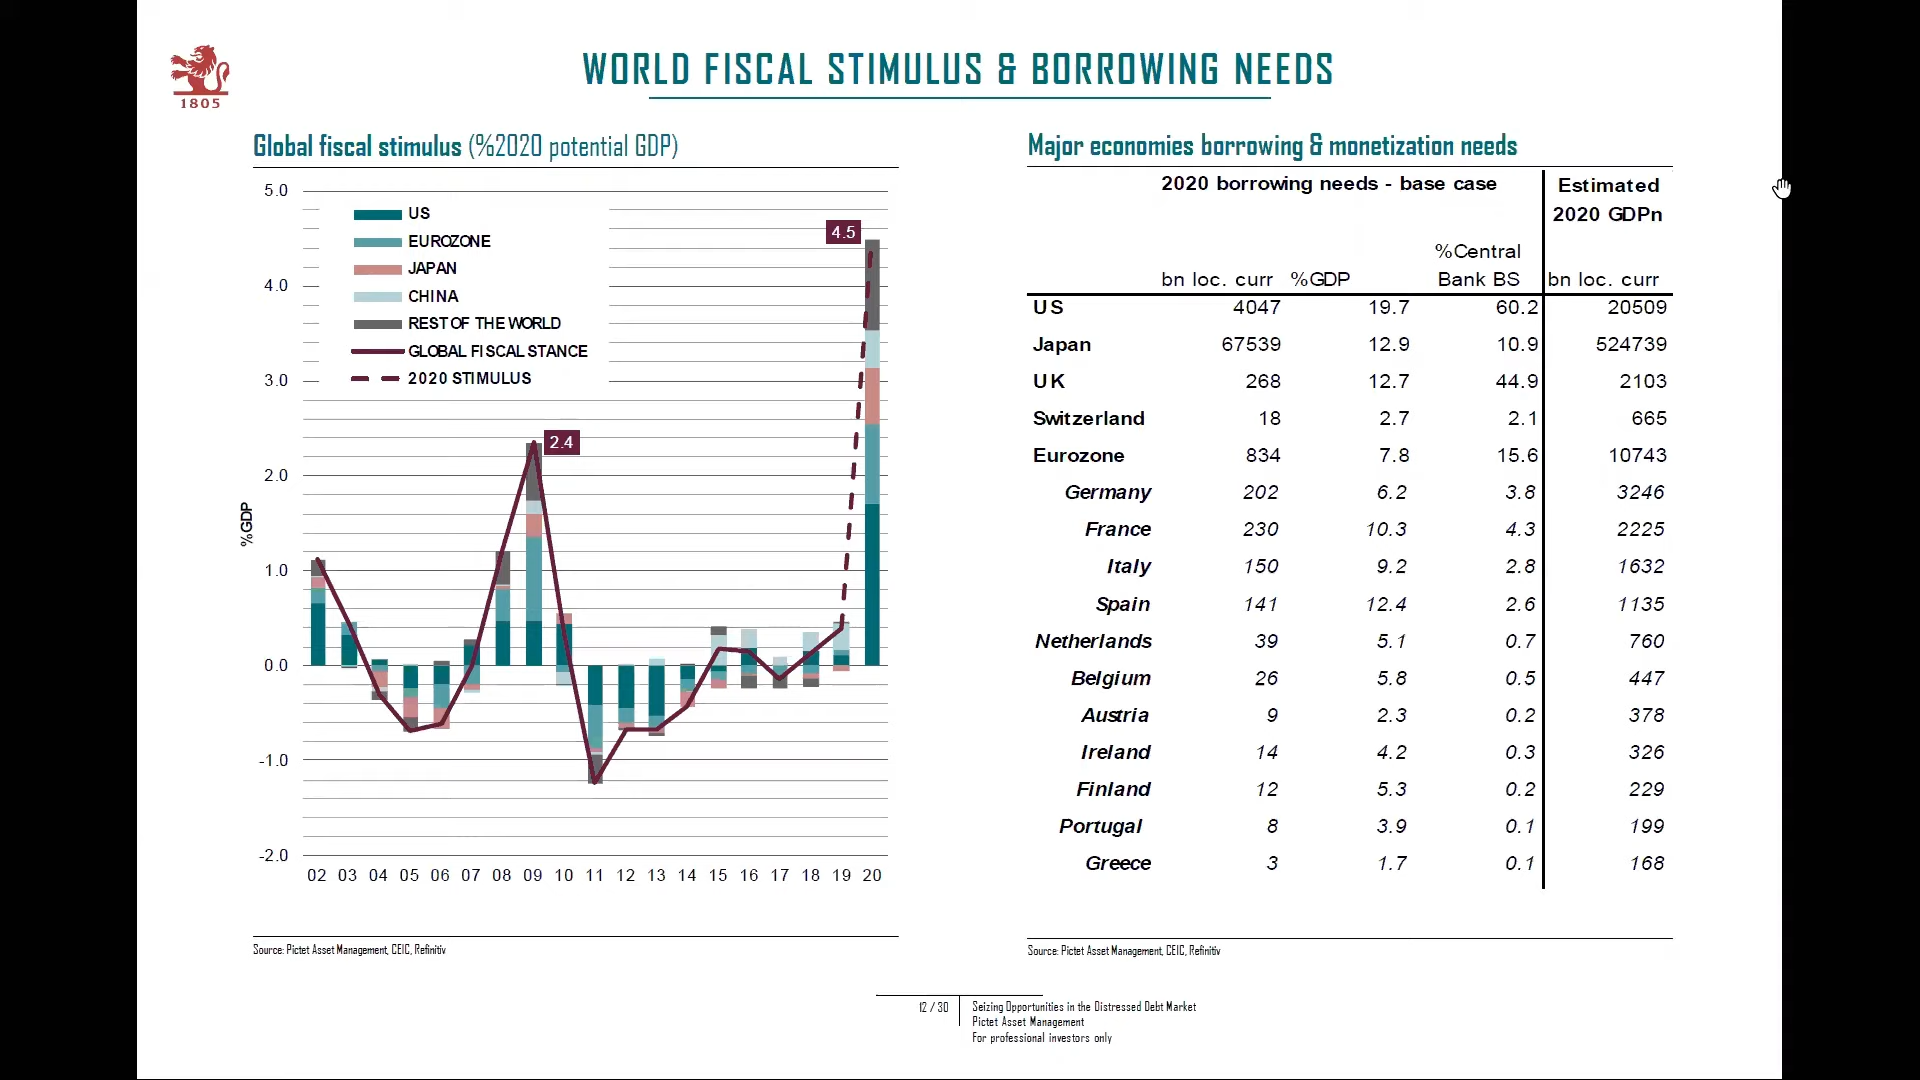 1805
WORLD FISCAL STIMULUS & BORROWING NEEDS
Global fiscal stimulus (%2020 potential GDP)
5.0
4.0
3.0
2.0
1.0
0.0
-1.0
-2.0
%GDP
US
EUROZONE
JAPAN
CHINA
REST OF THE WORLD
GLOBAL FISCAL STANCE
2020 STIMULUS
2.4
4.5
02 03 04 05 06 07 08 09 10 11 12 13 14 15 16 17 18 19 20
Source: Pictet Asset Management, CEIC, Refinitiv
Major economies borrowing & monetization needs
2020 borrowing needs - base case Estimated
2020 GDPn
%Central
bn loc. curr %GDP Bank BS bn loc. curr
US 4047 19.7 60.2 20509
Japan 67539 12.9 10.9 524739
UK 268 12.7 44.9 2103
Switzerland 18 2.7 2.1 665
Eurozone 834 7.8 15.6 10743
Germany 202 6.2 3.8 3246
France 230 10.3 4.3 2225
Italy 150 9.2 2.8 1632
Spain 141 12.4 2.6 1135
Netherlands 39 5.1 0.7 760
Belgium 26 5.8 0.5 447
Austria 9 2.3 0.2 378
Ireland 14 4.2 0.3 326
Finland 12 5.3 0.2 229
Portugal 8 3.9 0.1 199
Greece 3 1.7 0.1 168
Source: Pictet Asset Management, CEIC, Refinitiv
12 / 30
Seizing Opportunities in the Distressed Debt Market
Pictet Asset Management
For professional investors only